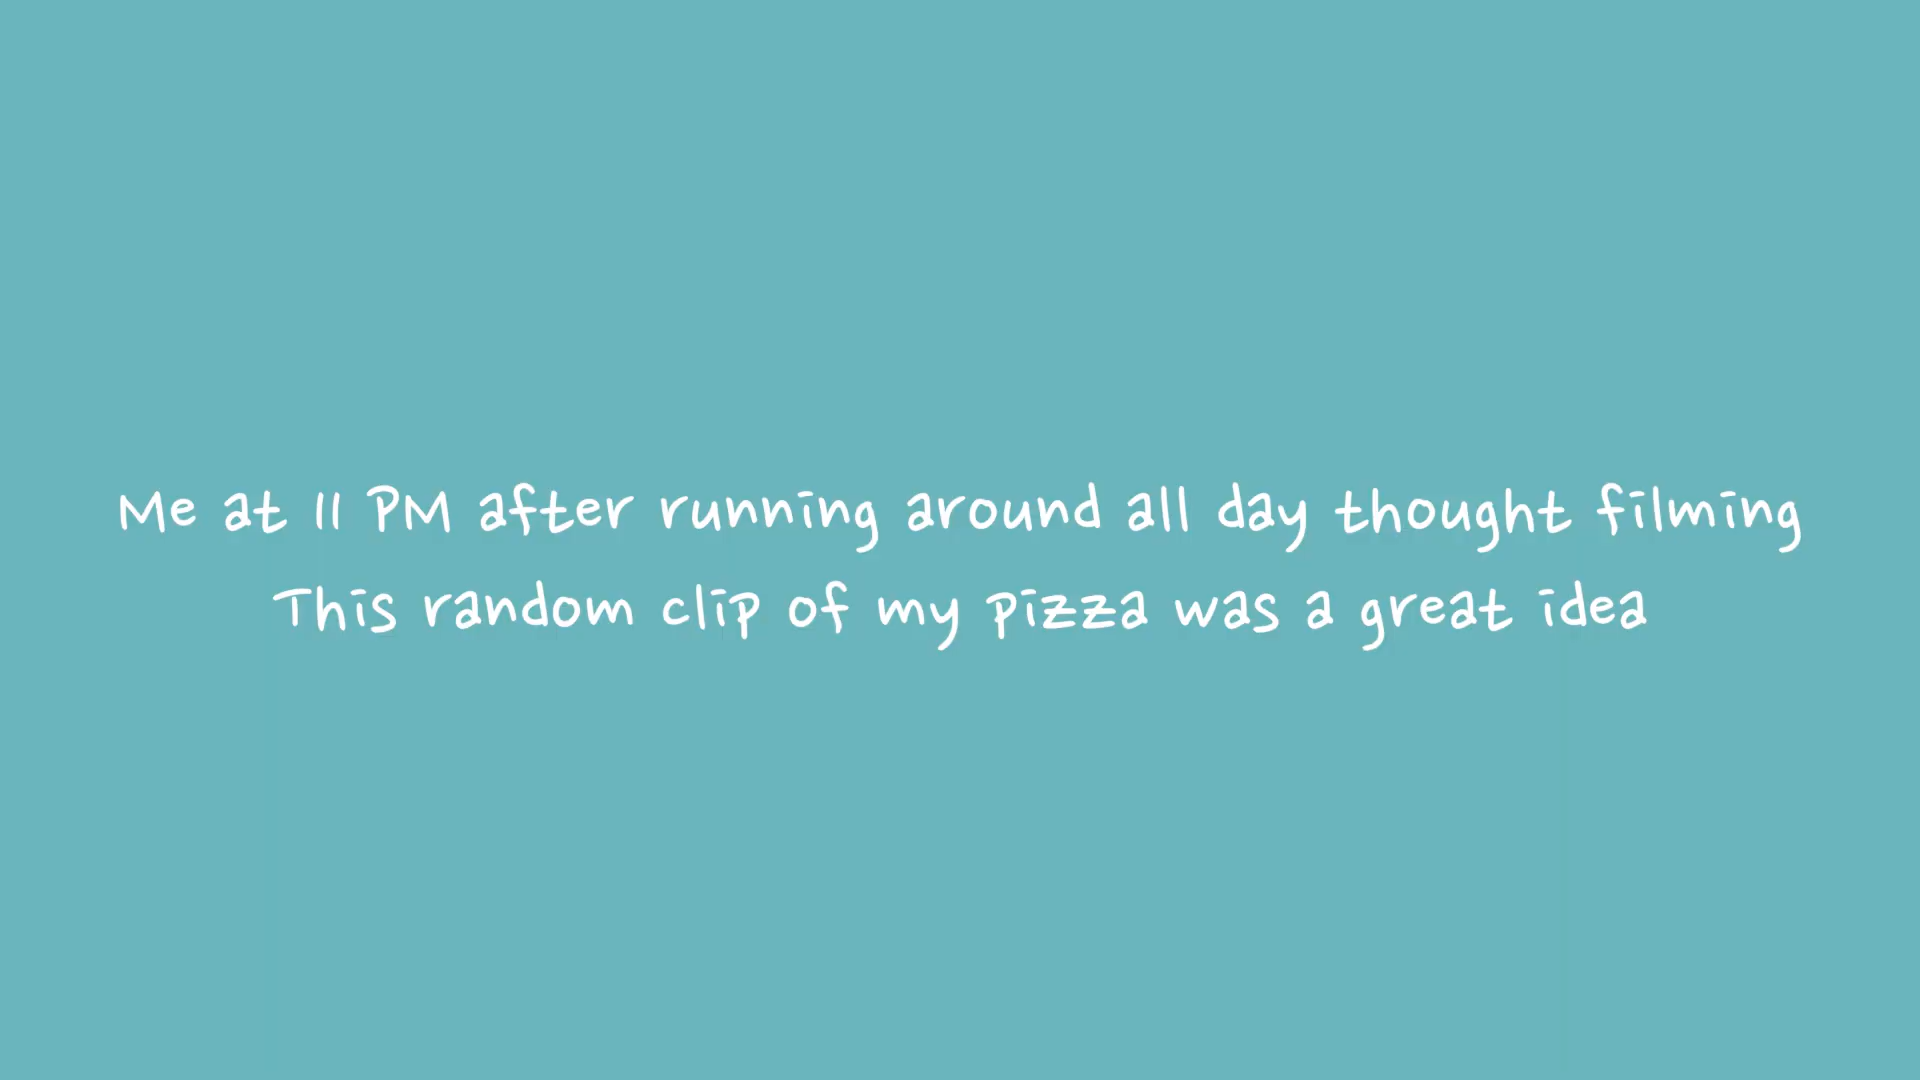 Me at 11 PM after running around all day thought filming
This random clip of my pizza was a great idea